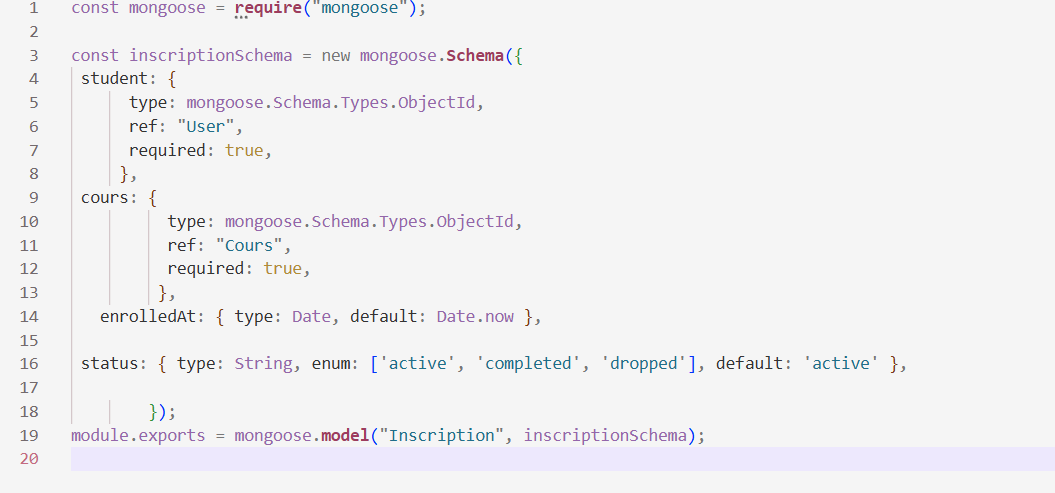 1 const mongoose = require("mongoose");
2
3 const inscriptionSchema = new mongoose.Schema({
4 student: {
5 type: mongoose.Schema.Types.ObjectId,
6 ref: "User",
7 required: true,
8 },
9 cours: {
10 type: mongoose.Schema.Types.ObjectId,
11 ref: "Cours",
12 required: true,
13 },
14 enrolledAt: { type: Date, default: Date.now },
15
16 status: { type: String, enum: ['active', 'completed', 'dropped'], default: 'active' },
17
18 });
19 module.exports = mongoose.model("Inscription", inscriptionSchema);
20